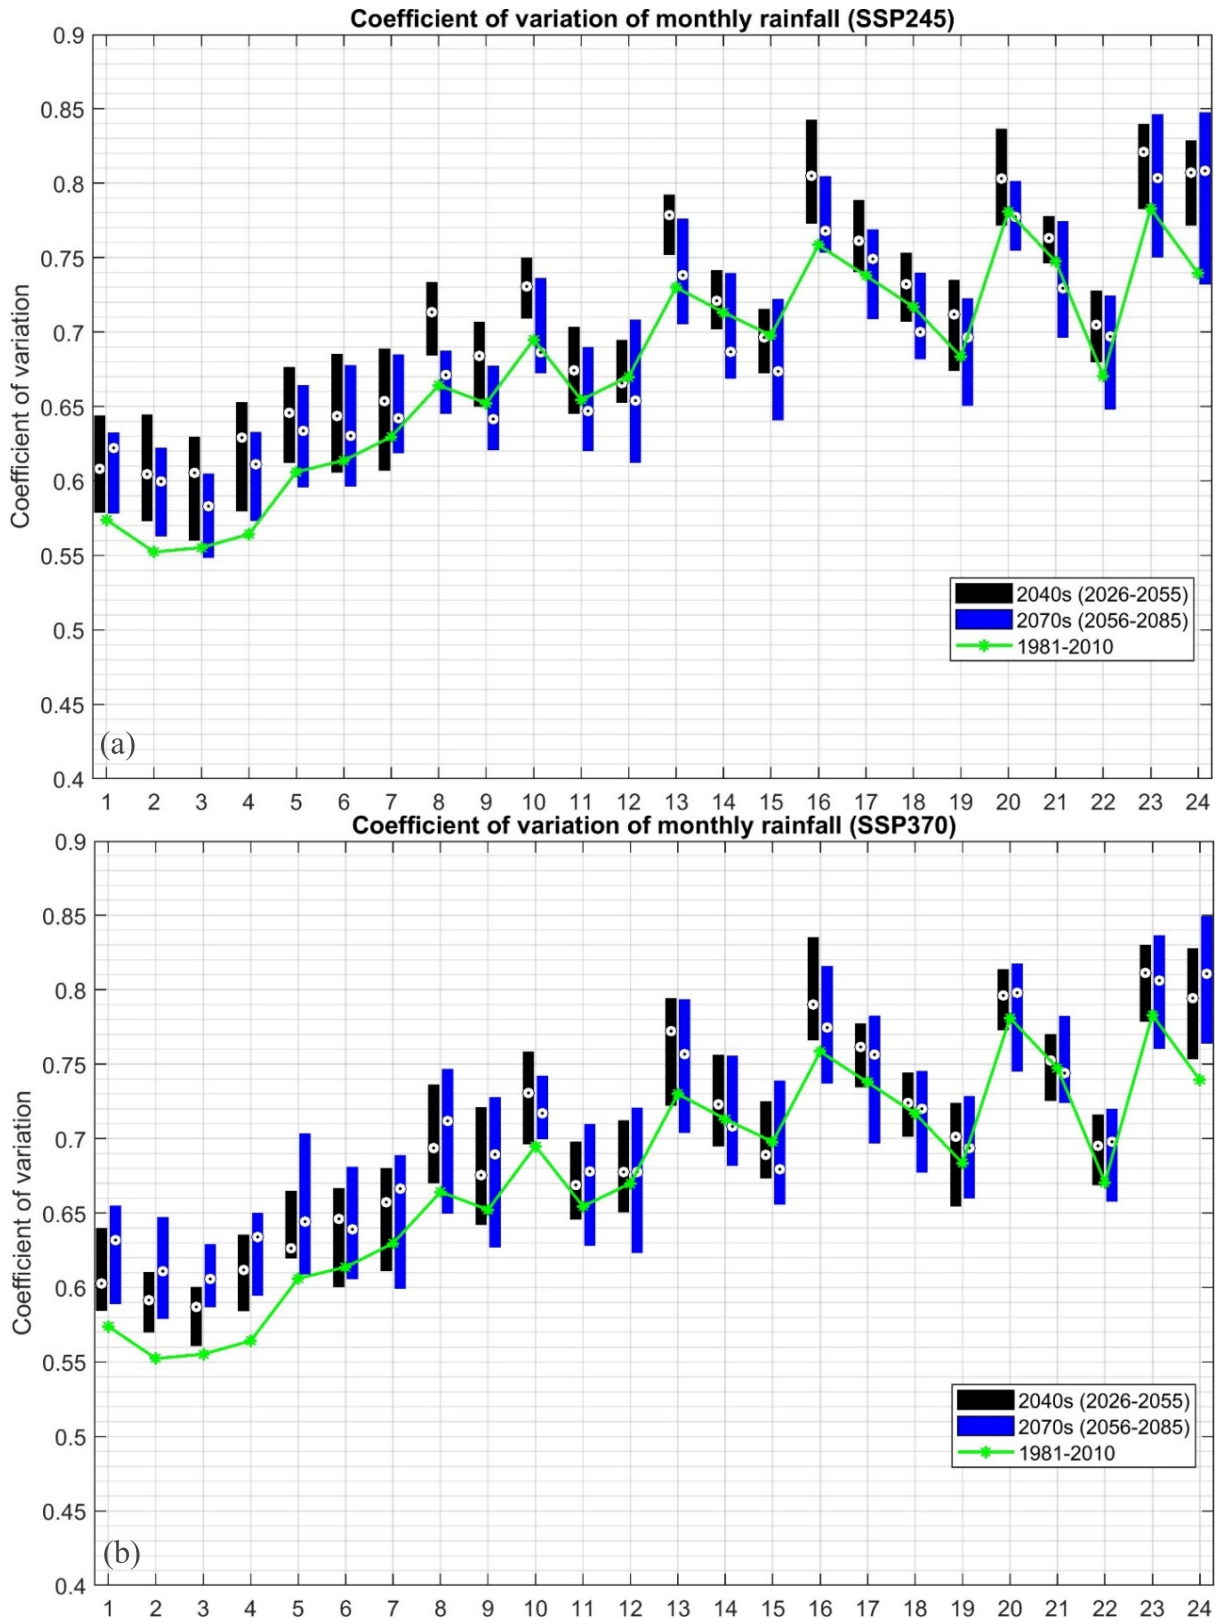 Coefficient of variation of monthly rainfall (SSP245)
0.9
0.85
0.8
0.75
0.7
0.65
0.6
0.55
0.5
0.45
0.4
Coefficient of variation
2040s (2026-2055)
2070s (2056-2085)
1981-2010
(a)
1 2 3 4 5 6 7 8 9 10 11 12 13 14 15 16 17 18 19 20 21 22 23 24
Coefficient of variation of monthly rainfall (SSP370)
0.9
0.85
0.8
0.75
0.7
0.65
0.6
0.55
0.5
0.45
0.4
Coefficient of variation
2040s (2026-2055)
2070s (2056-2085)
1981-2010
(b)
1 2 3 4 5 6 7 8 9 10 11 12 13 14 15 16 17 18 19 20 21 22 23 24